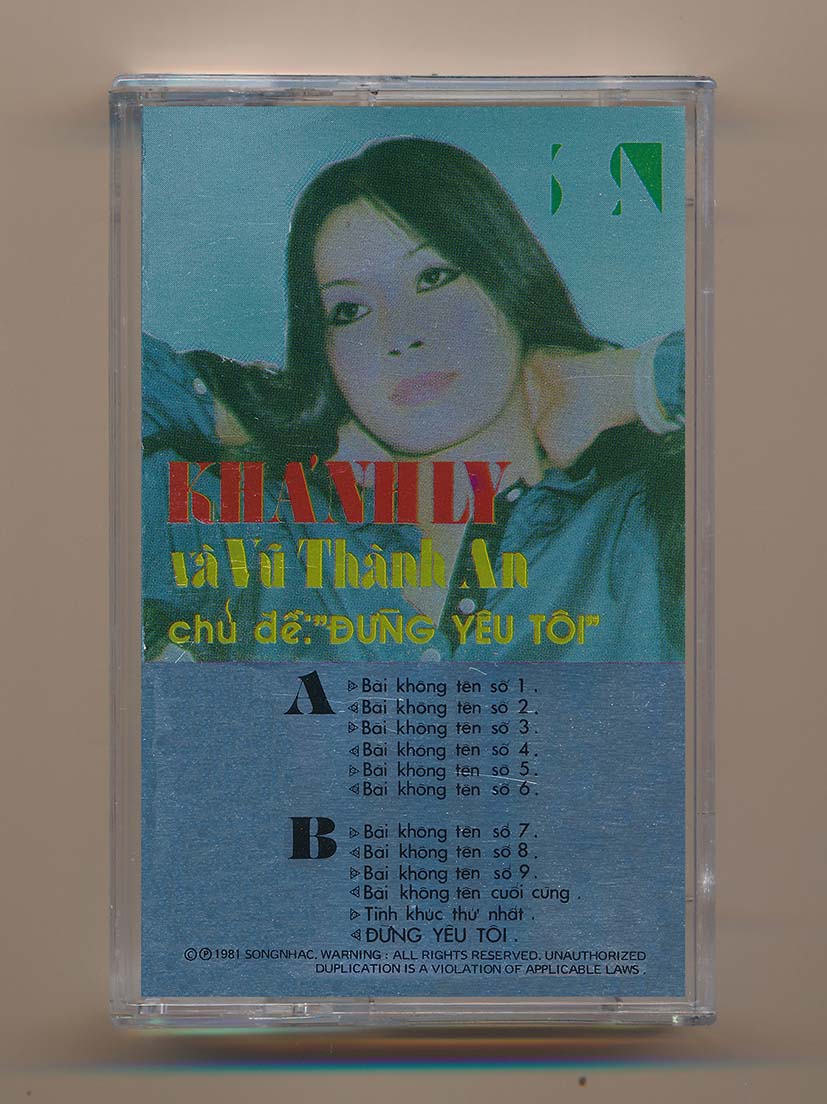 SN
KHÁNH LY
và Vũ Thành An
chủ đề: "ĐỪNG YÊU TÔI"
A
▷Bài không tên số 1 .
◁Bài không tên số 2 .
▷Bài không tên số 3 .
◁Bài không tên số 4 .
▷Bài không tên số 5 .
◁Bài không tên số 6 .
B
▷Bài không tên số 7 .
◁Bài không tên số 8 .
▷Bài không tên số 9 .
◁Bài không tên cuối cùng .
▷Tình khúc thứ nhất .
◁ĐỪNG YÊU TÔI .
©℗1981 SONGNHAC. WARNING : ALL RIGHTS RESERVED. UNAUTHORIZED
DUPLICATION IS A VIOLATION OF APPLICABLE LAWS .